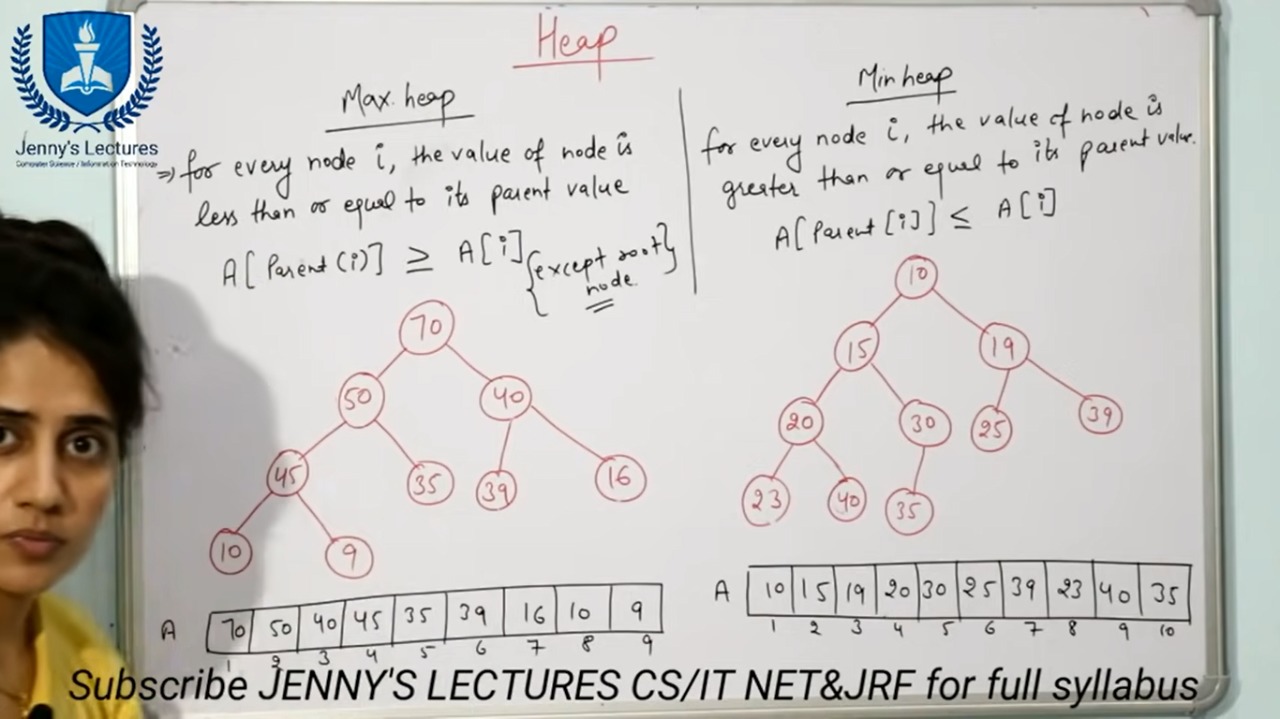 Heap
Jenny's Lectures
Computer Science / Information Technology
Max. heap
⇒ for every node i, the value of node is
less than or equal to its parent value
A[Parent(i)] ≥ A[i] {except root
node.}
70
50 40
45 35 39 16
10 9
A 70 50 40 45 35 39 16 10 9
1 2 3 4 5 6 7 8 9
Min heap
for every node i, the value of node is
greater than or equal to its parent value.
A[Parent[i]] ≤ A[i]
10
15 19
20 30 25 39
23 40 35
A 10 15 19 20 30 25 39 23 40 35
1 2 3 4 5 6 7 8 9 10
Subscribe JENNY'S LECTURES CS/IT NET&JRF for full syllabus